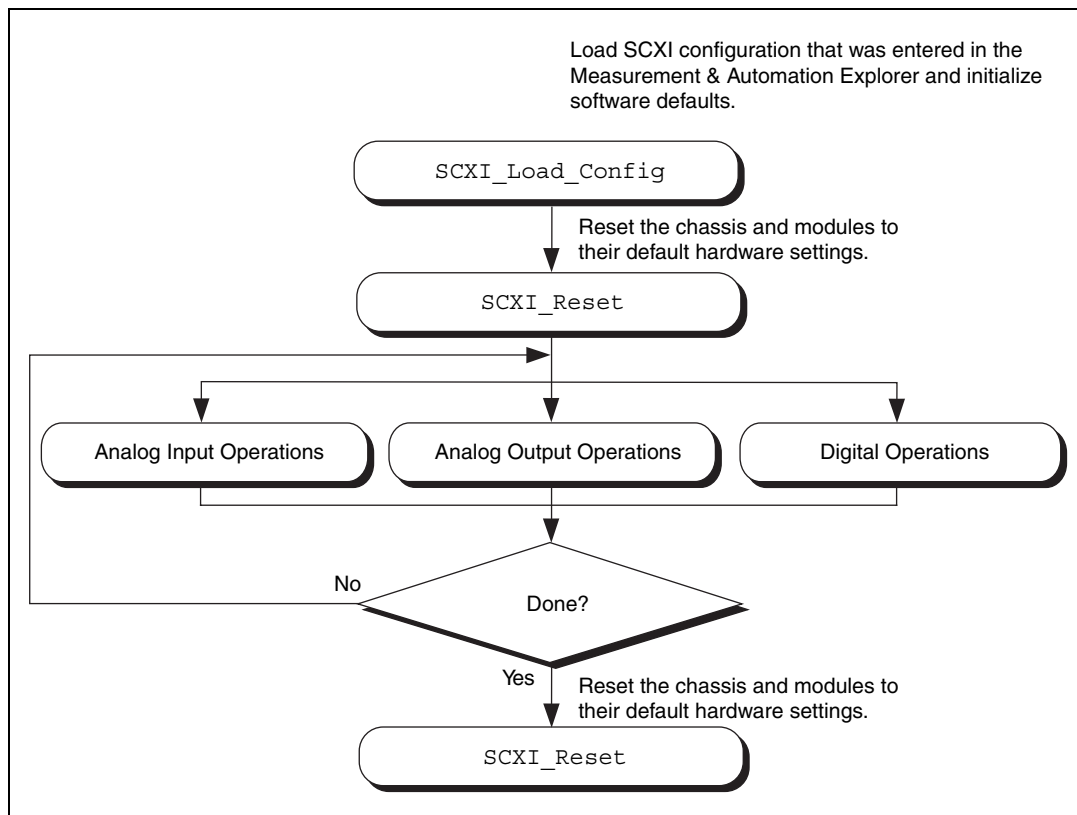 Load SCXI configuration that was entered in the
Measurement & Automation Explorer and initialize
software defaults.
SCXI_Load_Config
Reset the chassis and modules to
their default hardware settings.
SCXI_Reset
Analog Input Operations
Analog Output Operations
Digital Operations
No
Done?
Yes
Reset the chassis and modules to
their default hardware settings.
SCXI_Reset